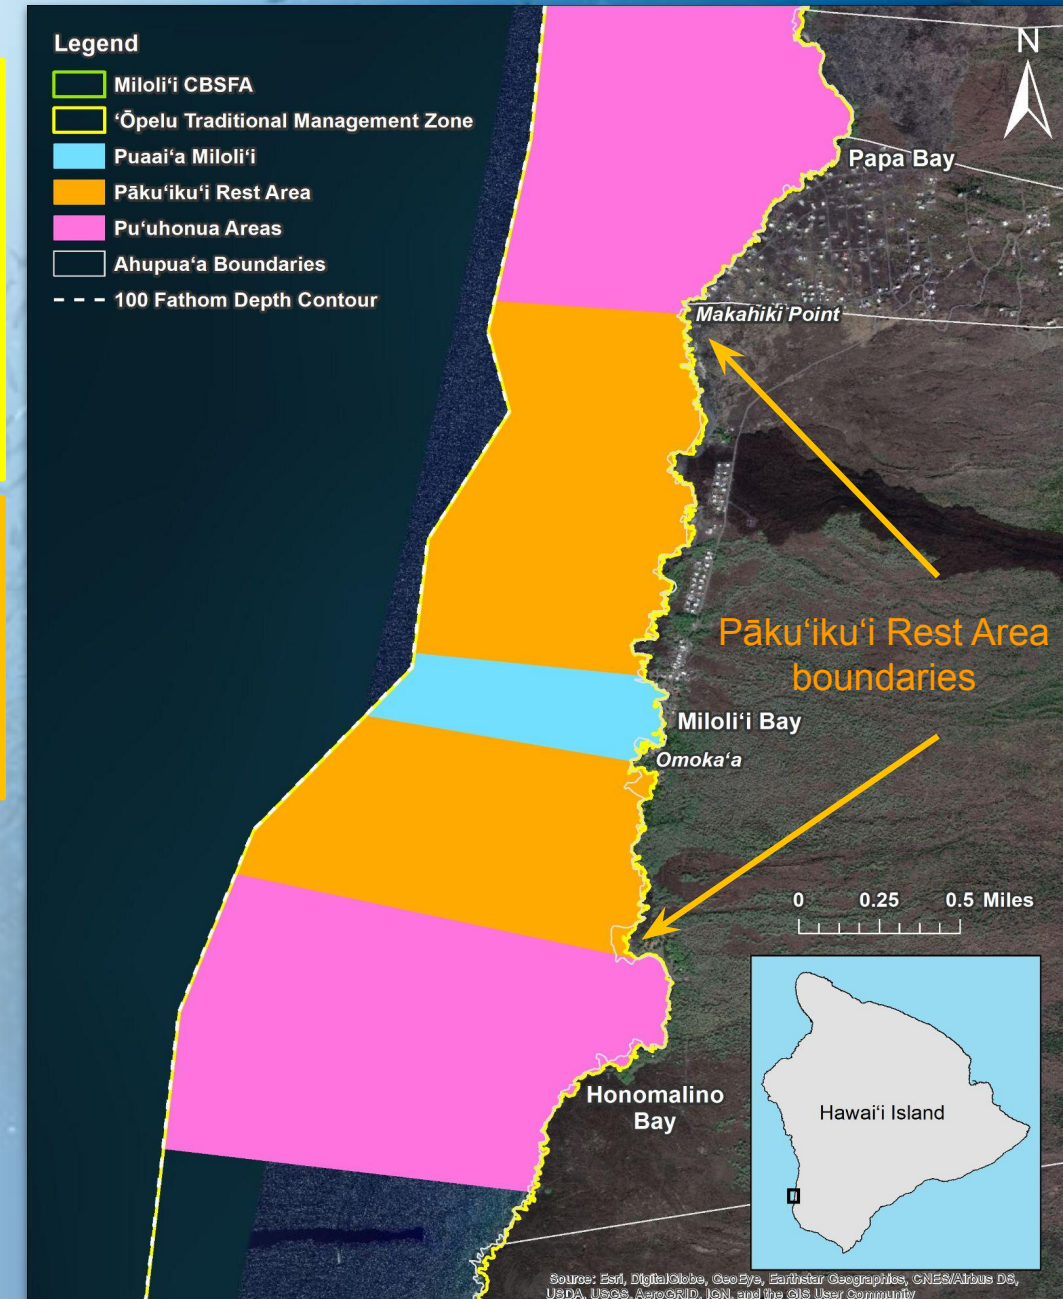 Legend
Miloliʻi CBSFA
ʻŌpelu Traditional Management Zone
Puaaiʻa Miloliʻi
Pākuʻikuʻi Rest Area
Puʻuhonua Areas
Ahupuaʻa Boundaries
100 Fathom Depth Contour
N
Papa Bay
Makahiki Point
Pākuʻikuʻi Rest Area
boundaries
Miloliʻi Bay
Omokaʻa
0 0.25 0.5 Miles
Honomalino
Bay
Hawaiʻi Island
Source: Esri, DigitalGlobe, GeoEye, Earthstar Geographics, CNES/Airbus DS,
USDA, USGS, AeroGRID, IGN, and the GIS User Community